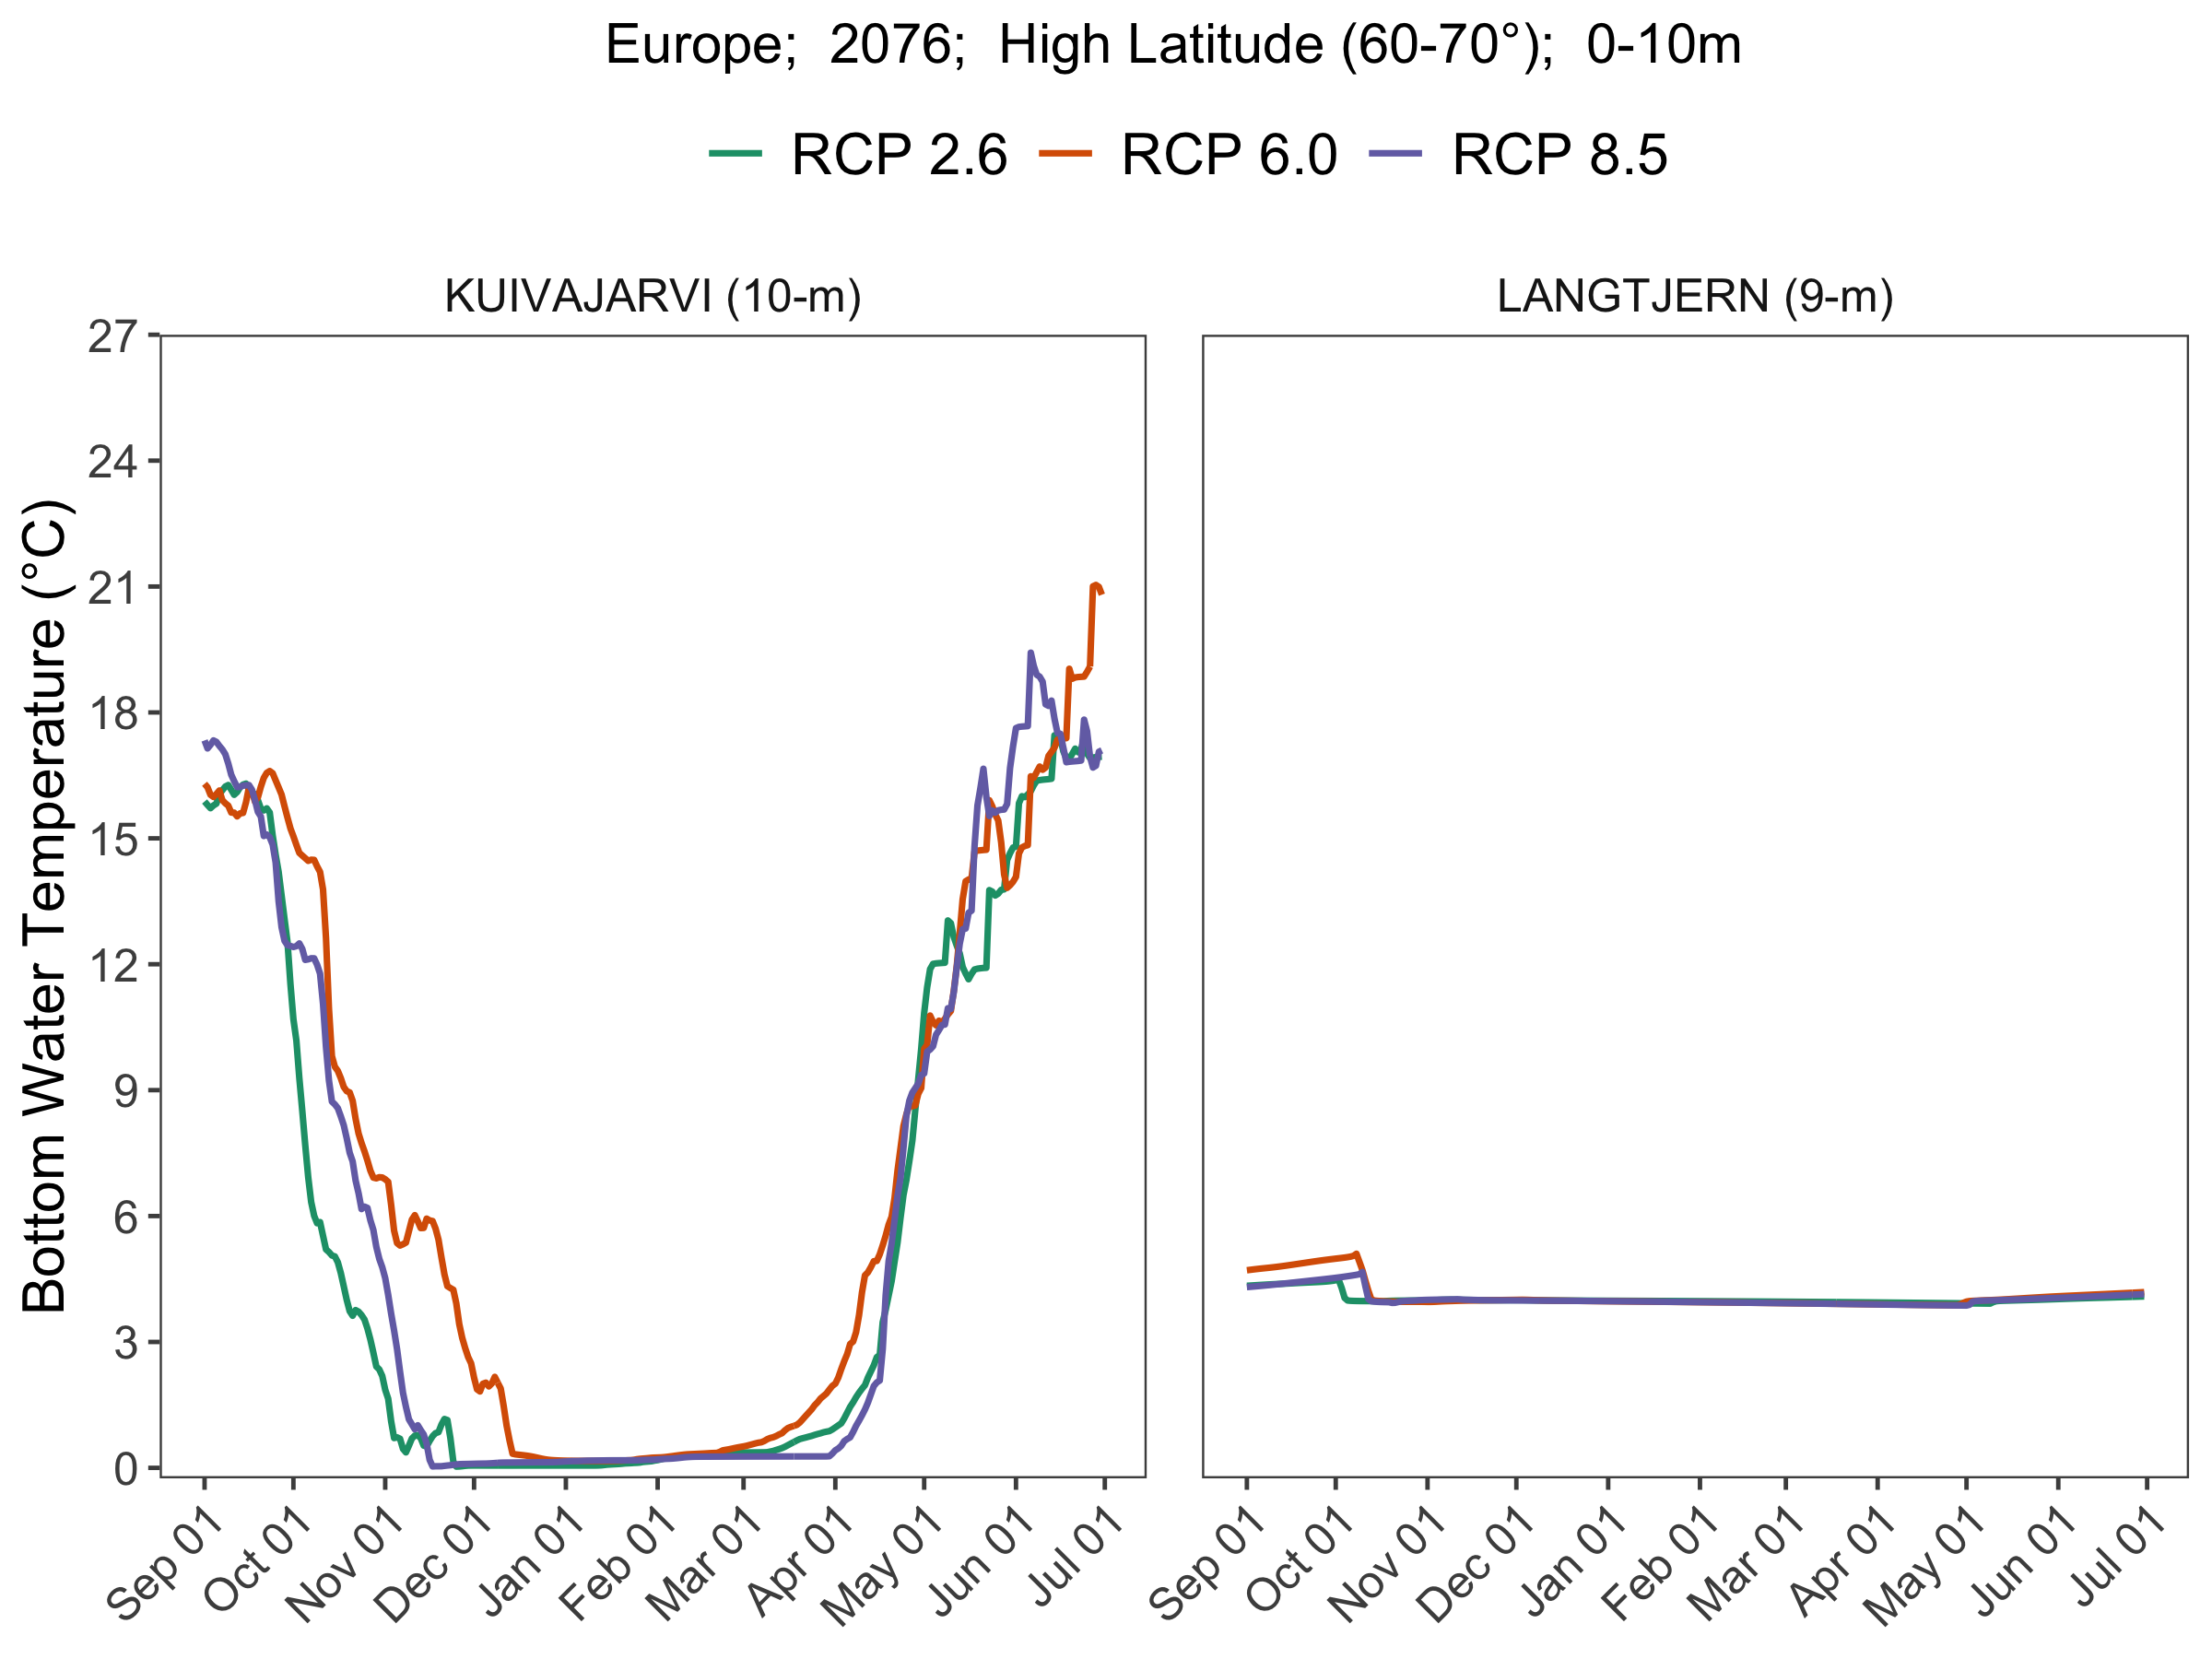 Europe; 2076; High Latitude (60-70°); 0-10m
RCP 2.6 RCP 6.0 RCP 8.5
KUIVAJARVI (10-m) LANGTJERN (9-m)
Bottom Water Temperature (°C)
27
24
21
18
15
12
9
6
3
0
Sep 01 Oct 01 Nov 01 Dec 01 Jan 01 Feb 01 Mar 01 Apr 01 May 01 Jun 01 Jul 01 Sep 01 Oct 01 Nov 01 Dec 01 Jan 01 Feb 01 Mar 01 Apr 01 May 01 Jun 01 Jul 01